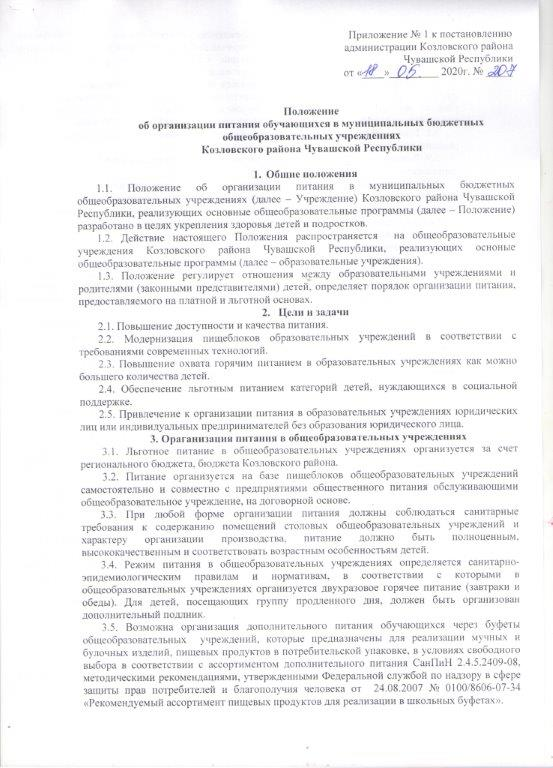 Приложение № 1 к постановлению
администрации Козловского района
Чувашской Республики
от «18» 05 2020г. № 207
Положение
об организации питания обучающихся в муниципальных бюджетных
общеобразовательных учреждениях
Козловского района Чувашской Республики
1. Общие положения
1.1. Положение об организации питания в муниципальных бюджетных
общеобразовательных учреждениях (далее – Учреждение) Козловского района Чувашской
Республики, реализующих основные общеобразовательные программы (далее – Положение)
разработано в целях укрепления здоровья детей и подростков.
1.2. Действие настоящего Положения распространяется на общеобразовательные
учреждения Козловского района Чувашской Республики, реализующих основые
общеобразовательные программы (далее – образовательные учреждения).
1.3. Положение регулирует отношения между образовательными учреждениями и
родителями (законными представителями) детей, определяет порядок организации питания,
предоставляемого на платной и льготной основах.
2. Цели и задачи
2.1. Повышение доступности и качества питания.
2.2. Модернизация пищеблоков образовательных учреждений в соответствии с
требованиями современных технологий.
2.3. Повышение охвата горячим питанием в образовательных учреждениях как можно
большего количества детей.
2.4. Обеспечение льготным питанием категорий детей, нуждающихся в социальной
поддержке.
2.5. Привлечение к организации питания в образовательных учреждениях юридических
лиц или индивидуальных предпринимателей без образования юридического лица.
3. Ораганизация питания в общеобразовательных учреждениях
3.1. Льготное питание в образовательных учреждениях организуется за счет
регионального бюджета, бюджета Козловского района.
3.2. Питание организуется на базе пищеблоков общеобразовательных учреждений
самостоятельно и совместно с предприятиями общественного питания обслуживающими
общеобразовательное учреждение, на договорной основе.
3.3. При любой форме организации питания должны соблюдаться санитарные
требования к содержанию помещений столовых общеобразовательных учреждений и
характеру организации производства, питание должно быть полноценным,
высококачественным и соответствовать возрастным особенностьям детей.
3.4. Режим питания в общеобразовательных учреждениях определяется санитарно-
эпидемиологическим правилам и нормативам, в соответствии с которыми в
общеобразовательных учреждениях организуется двухразовое горячее питание (завтраки и
обеды). Для детей, посещающих группу продленного дня, должен быть организован
дополнительный полдник.
3.5. Возможна организация дополнительного питания обучающихся через буфеты
общеобразовательных учреждений, которые предназначены для реализации мучных и
булочных изделий, пищевых продуктов в потребительской упаковке, в условиях свободного
выбора в соответствии с ассортиментом дополнительного питания СанПиН 2.4.5.2409-08,
методическими рекомендациями, утвержденными Федеральной службой по надзору в сфере
защиты прав потребителей и благополучия человека от 24.08.2007 № 0100/8606-07-34
«Рекомендуемый ассортимент пищевых продуктов для реализации в школьных буфетах».